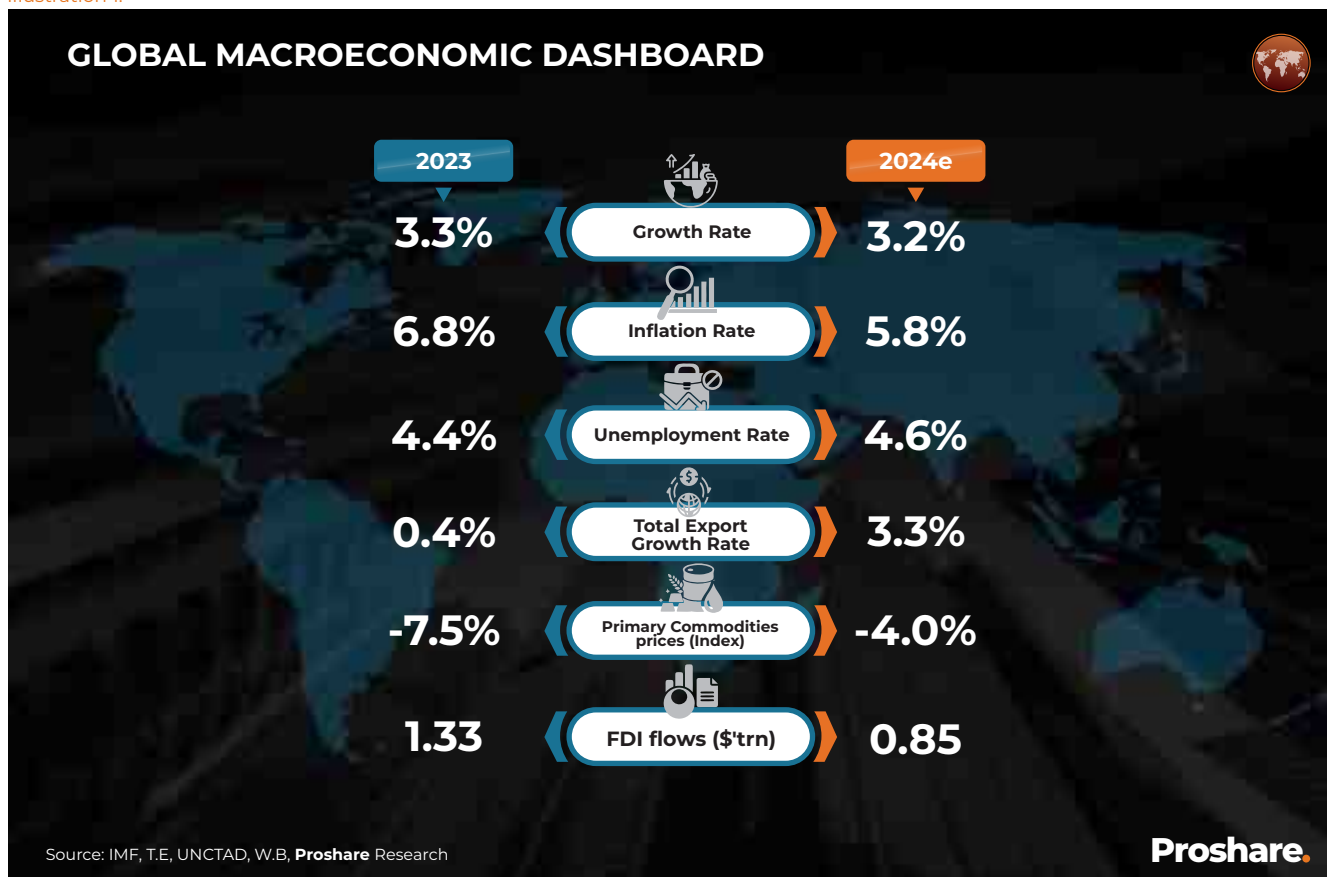 GLOBAL MACROECONOMIC DASHBOARD
2023
2024e
3.3%
Growth Rate
3.2%
6.8%
Inflation Rate
5.8%
4.4%
Unemployment Rate
4.6%
0.4%
Total Export
Growth Rate
3.3%
-7.5%
Primary Commodities
prices (Index)
-4.0%
1.33
FDI flows ($'trn)
0.85
Source: IMF, T.E, UNCTAD, W.B, Proshare Research
Proshare.